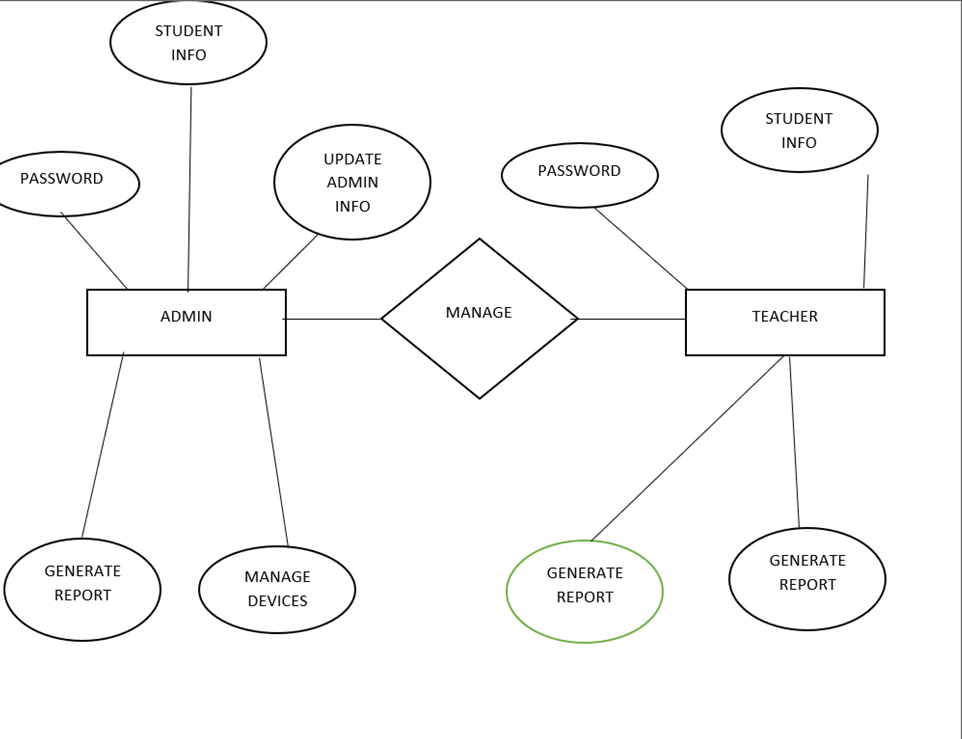 STUDENT
INFO
STUDENT
INFO
UPDATE
ADMIN
INFO
PASSWORD
PASSWORD
ADMIN
MANAGE
TEACHER
GENERATE
REPORT
MANAGE
DEVICES
GENERATE
REPORT
GENERATE
REPORT